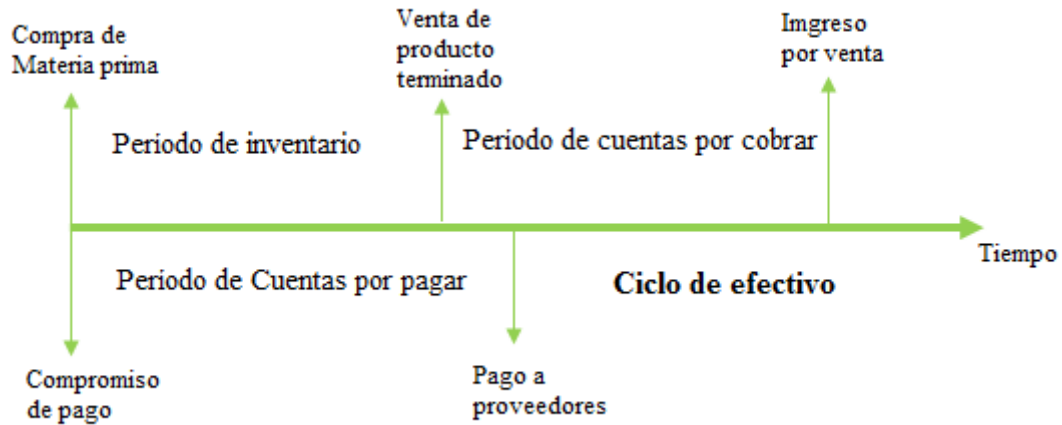 Compra de
Materia prima
Venta de
producto
terminado
Imgreso
por venta
Periodo de inventario
Periodo de cuentas por cobrar
Tiempo
Periodo de Cuentas por pagar
Ciclo de efectivo
Compromiso
de pago
Pago a
proveedores